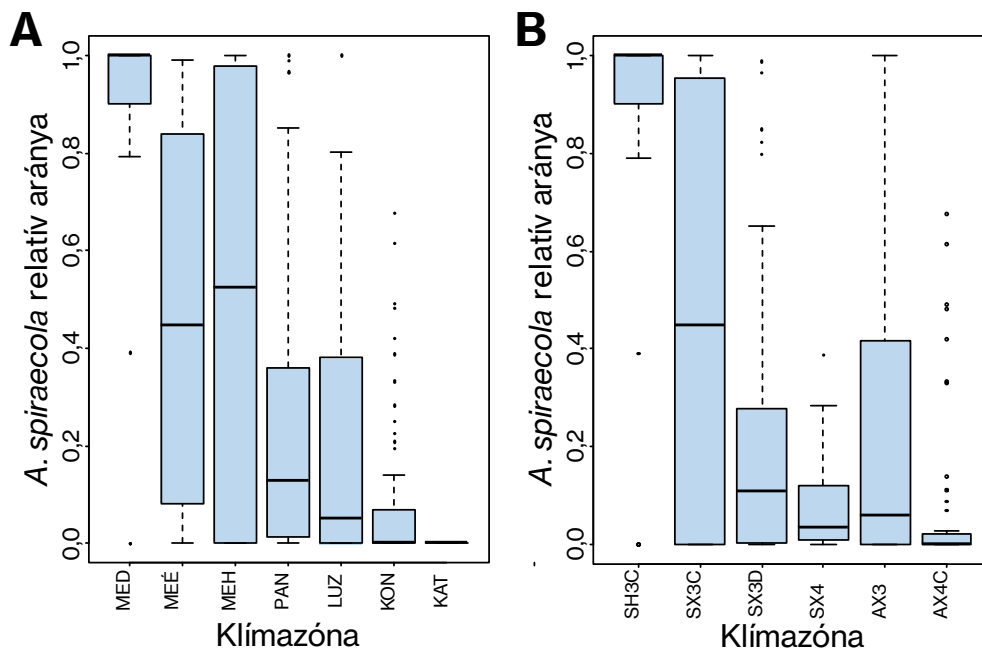 A
A. spiraecola relatív aránya
1,0
0,8
0,6
0,4
0,2
0,0
MED
MEÉ
MEH
PAN
LUZ
KON
KAT
Klímazóna
B
A. spiraecola relatív aránya
1,0
0,8
0,6
0,4
0,2
0,0
SH3C
SX3C
SX3D
SX4
AX3
AX4C
Klímazóna